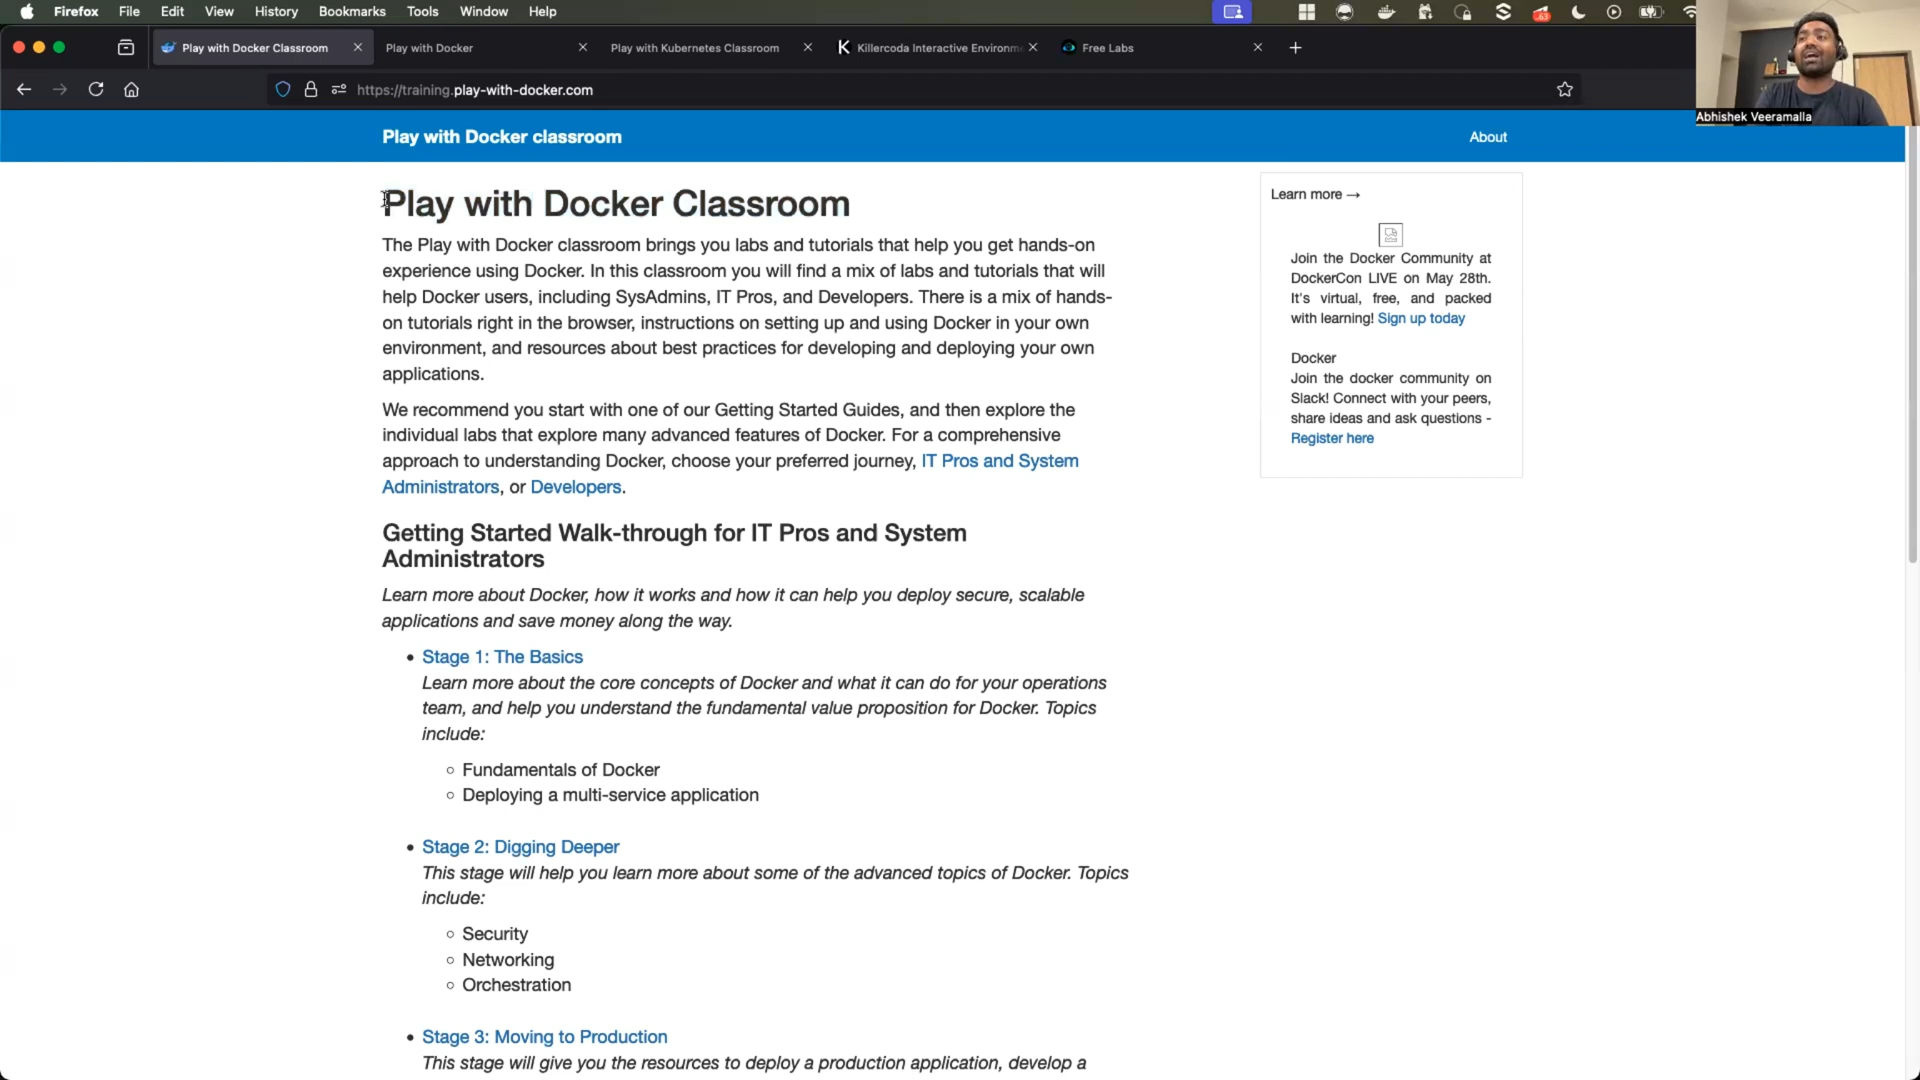 Firefox File Edit View History Bookmarks Tools Window Help
63
Play with Docker Classroom
Play with Docker
Play with Kubernetes Classroom
K Killercoda Interactive Environm
Free Labs
https://training.play-with-docker.com
Abhishek Veeramalla
Play with Docker classroom
About
Play with Docker Classroom
The Play with Docker classroom brings you labs and tutorials that help you get hands-on
experience using Docker. In this classroom you will find a mix of labs and tutorials that will
help Docker users, including SysAdmins, IT Pros, and Developers. There is a mix of hands-
on tutorials right in the browser, instructions on setting up and using Docker in your own
environment, and resources about best practices for developing and deploying your own
applications.
We recommend you start with one of our Getting Started Guides, and then explore the
individual labs that explore many advanced features of Docker. For a comprehensive
approach to understanding Docker, choose your preferred journey, IT Pros and System
Administrators, or Developers.
Getting Started Walk-through for IT Pros and System
Administrators
Learn more about Docker, how it works and how it can help you deploy secure, scalable
applications and save money along the way.
• Stage 1: The Basics
Learn more about the core concepts of Docker and what it can do for your operations
team, and help you understand the fundamental value proposition for Docker. Topics
include:
○ Fundamentals of Docker
○ Deploying a multi-service application
• Stage 2: Digging Deeper
This stage will help you learn more about some of the advanced topics of Docker. Topics
include:
○ Security
○ Networking
○ Orchestration
• Stage 3: Moving to Production
This stage will give you the resources to deploy a production application, develop a
Learn more →
Join the Docker Community at
DockerCon LIVE on May 28th.
It's virtual, free, and packed
with learning! Sign up today
Docker
Join the docker community on
Slack! Connect with your peers,
share ideas and ask questions -
Register here